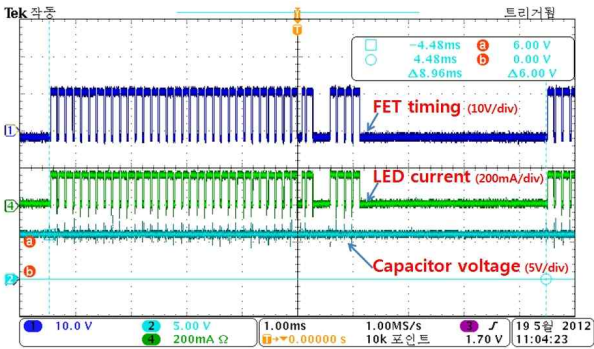 Tek 작동 트리거됨
T
T
-4.48ms a 6.00 V
4.48ms b 0.00 V
Δ8.96ms Δ6.00 V
FET timing (10V/div)
1
LED current (200mA/div)
4
a
Capacitor voltage (5V/div)
b
2
1 10.0 V 2 5.00 V 1.00ms 1.00MS/s 3 1.70 V 19 5월 2012
4 200mA Ω T→▼0.00000 s 10k 포인트 11:04:23